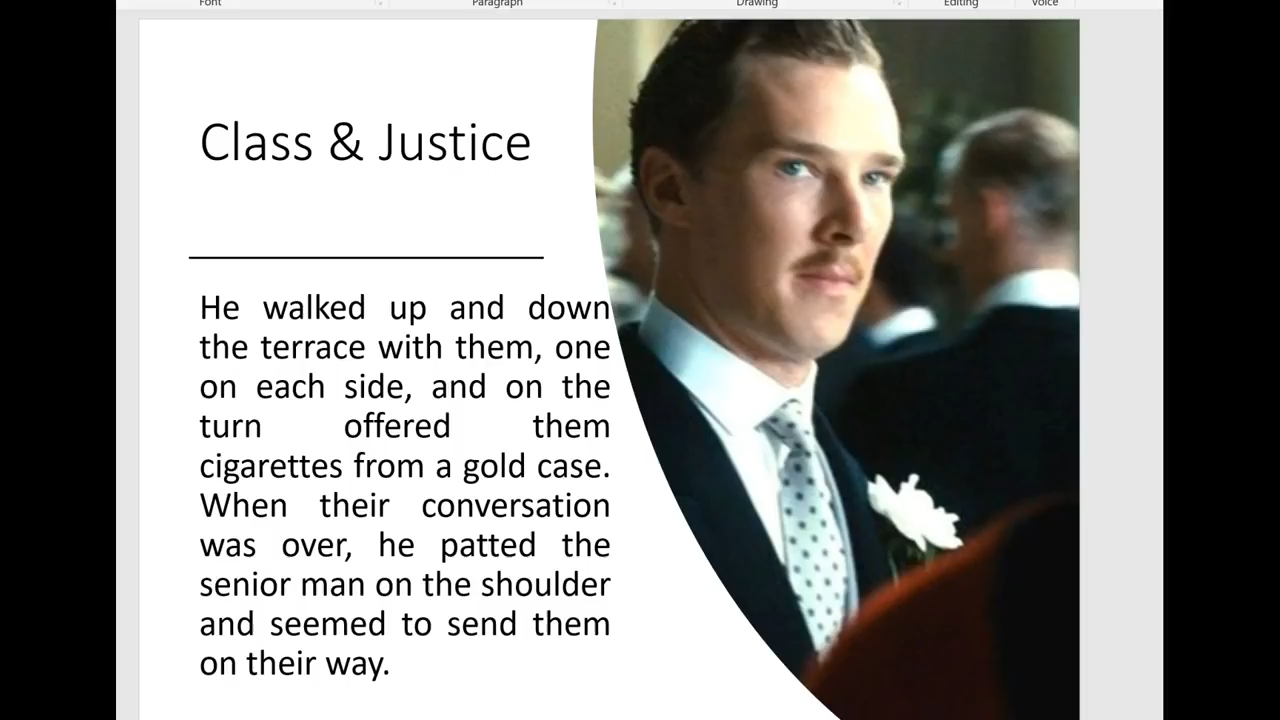 Font Paragraph Drawing Editing Voice
Class & Justice
He walked up and down
the terrace with them, one
on each side, and on the
turn offered them
cigarettes from a gold case.
When their conversation
was over, he patted the
senior man on the shoulder
and seemed to send them
on their way.